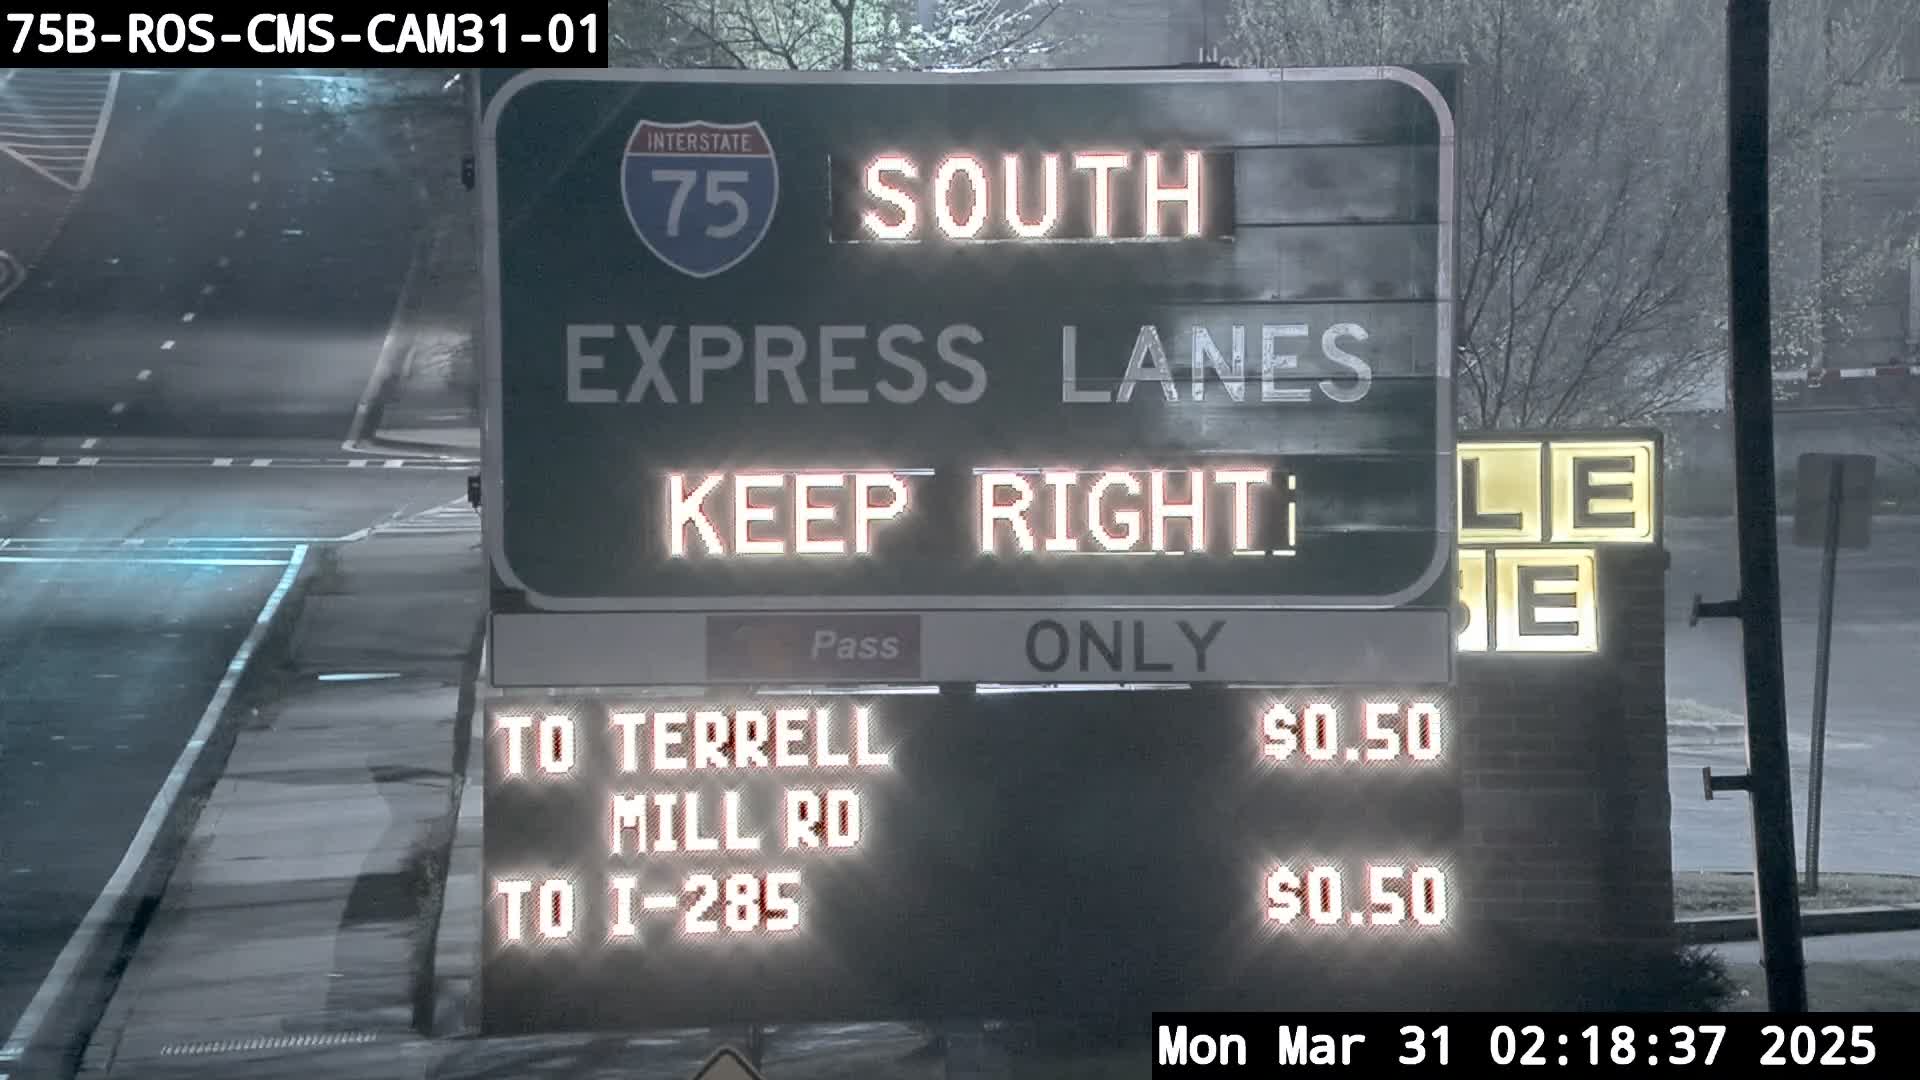 75B-ROS-CMS-CAM31-01
INTERSTATE
75
SOUTH
EXPRESS LANES
KEEP RIGHT
Pass ONLY
LE
E
TO TERRELL $0.50
MILL RD
TO I-285 $0.50
Mon Mar 31 02:18:37 2025